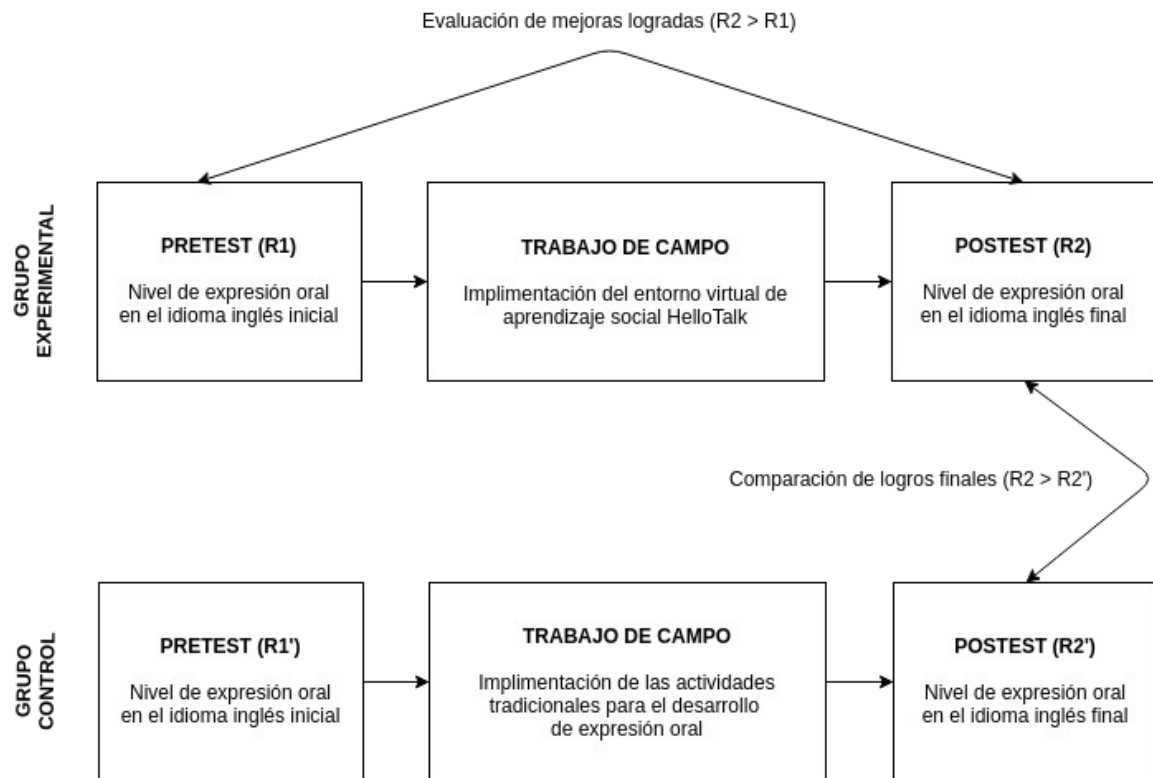 Evaluación de mejoras logradas (R2 > R1)
GRUPO
EXPERIMENTAL
PRETEST (R1)
Nivel de expresión oral
en el idioma inglés inicial
TRABAJO DE CAMPO
Implimentación del entorno virtual de
aprendizaje social HelloTalk
POSTEST (R2)
Nivel de expresión oral
en el idioma inglés final
Comparación de logros finales (R2 > R2')
GRUPO
CONTROL
PRETEST (R1')
Nivel de expresión oral
en el idioma inglés inicial
TRABAJO DE CAMPO
Implimentación de las actividades
tradicionales para el desarrollo
de expresión oral
POSTEST (R2')
Nivel de expresión oral
en el idioma inglés final